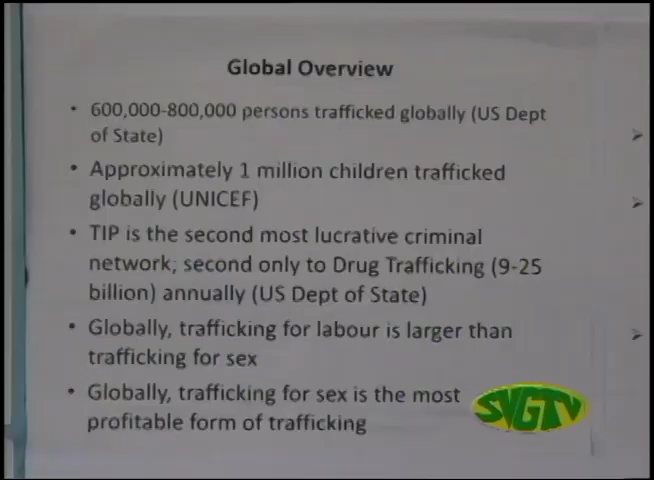 Global Overview
• 600,000-800,000 persons trafficked globally (US Dept
of State)
• Approximately 1 million children trafficked
globally (UNICEF)
• TIP is the second most lucrative criminal
network; second only to Drug Trafficking (9-25
billion) annually (US Dept of State)
• Globally, trafficking for labour is larger than
trafficking for sex
• Globally, trafficking for sex is the most
profitable form of trafficking
SVGTV